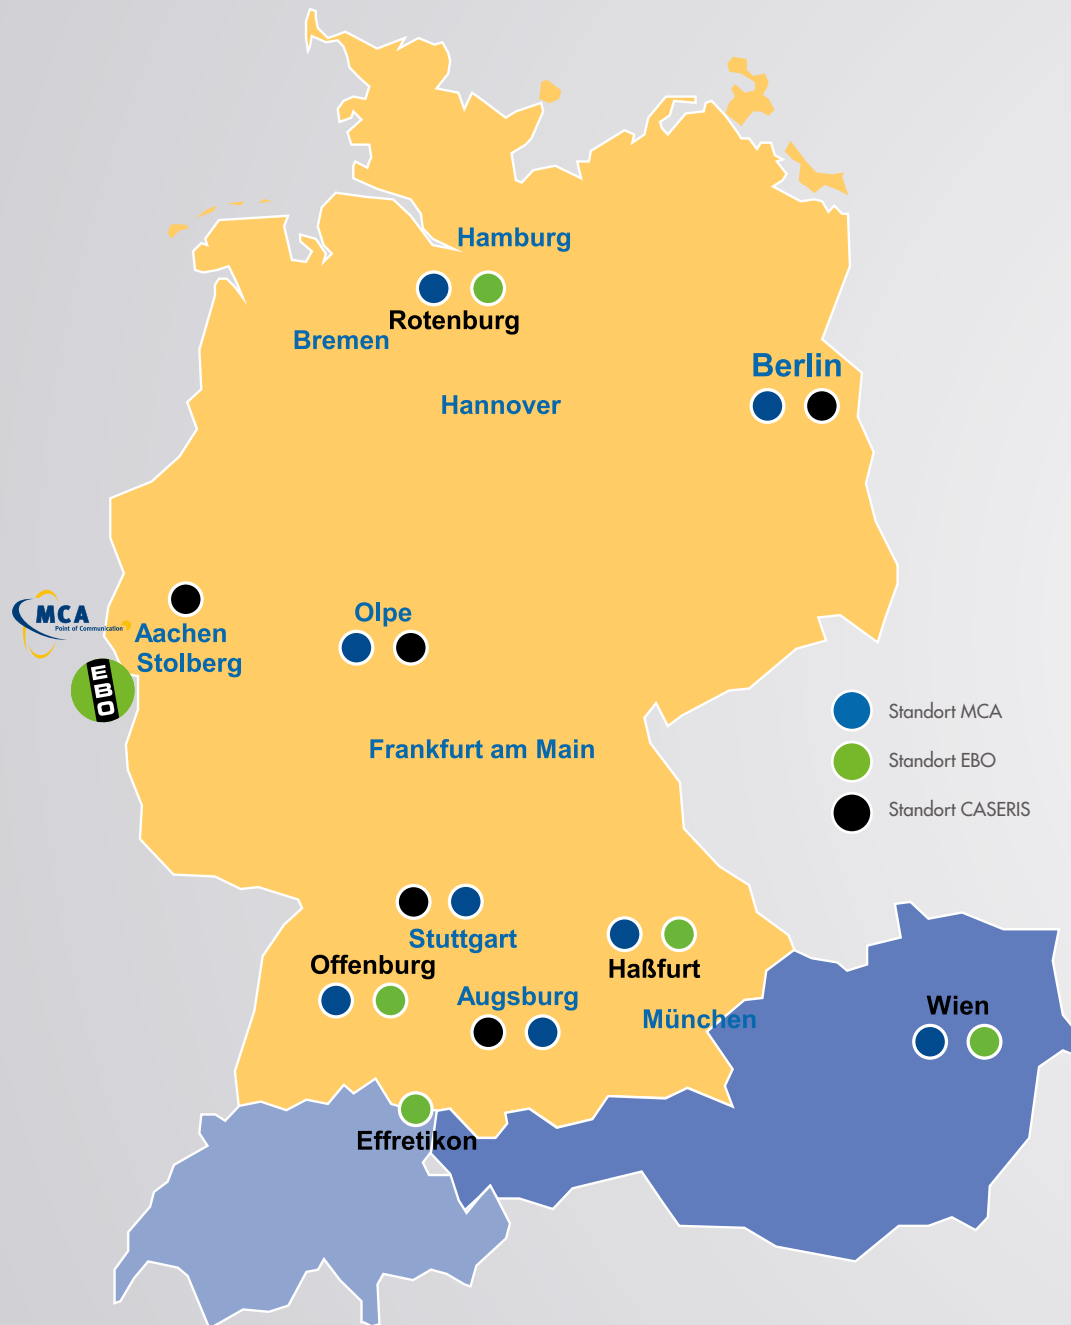 Hamburg
Rotenburg
Bremen
Berlin
Hannover
MCA
Point of Communication
Aachen
Stolberg
EBO
Olpe
Frankfurt am Main
Standort MCA
Standort EBO
Standort CASERIS
Stuttgart
Offenburg
Haßfurt
Augsburg
München
Wien
Effretikon